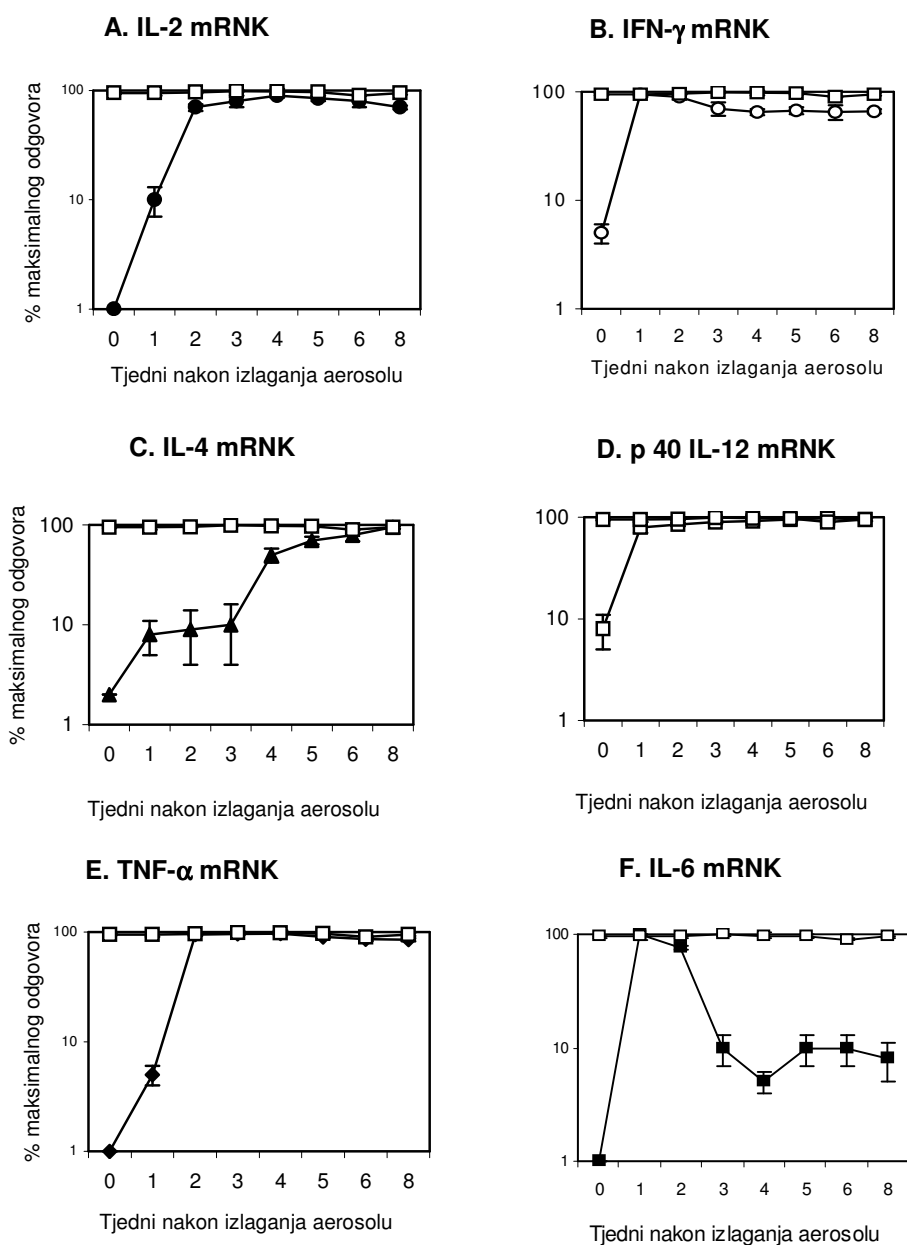 A. IL-2 mRNK
% maksimalnog odgovora
100
10
1
0 1 2 3 4 5 6 8
Tjedni nakon izlaganja aerosolu
B. IFN-γ mRNK
100
10
1
0 1 2 3 4 5 6 8
Tjedni nakon izlaganja aerosolu
C. IL-4 mRNK
% maksimalnog odgovora
100
10
1
0 1 2 3 4 5 6 8
Tjedni nakon izlaganja aerosolu
D. p 40 IL-12 mRNK
100
10
1
0 1 2 3 4 5 6 8
Tjedni nakon izlaganja aerosolu
E. TNF-α mRNK
% maksimalnog odgovora
100
10
1
0 1 2 3 4 5 6 8
Tjedni nakon izlaganja aerosolu
F. IL-6 mRNK
100
10
1
0 1 2 3 4 5 6 8
Tjedni nakon izlaganja aerosolu